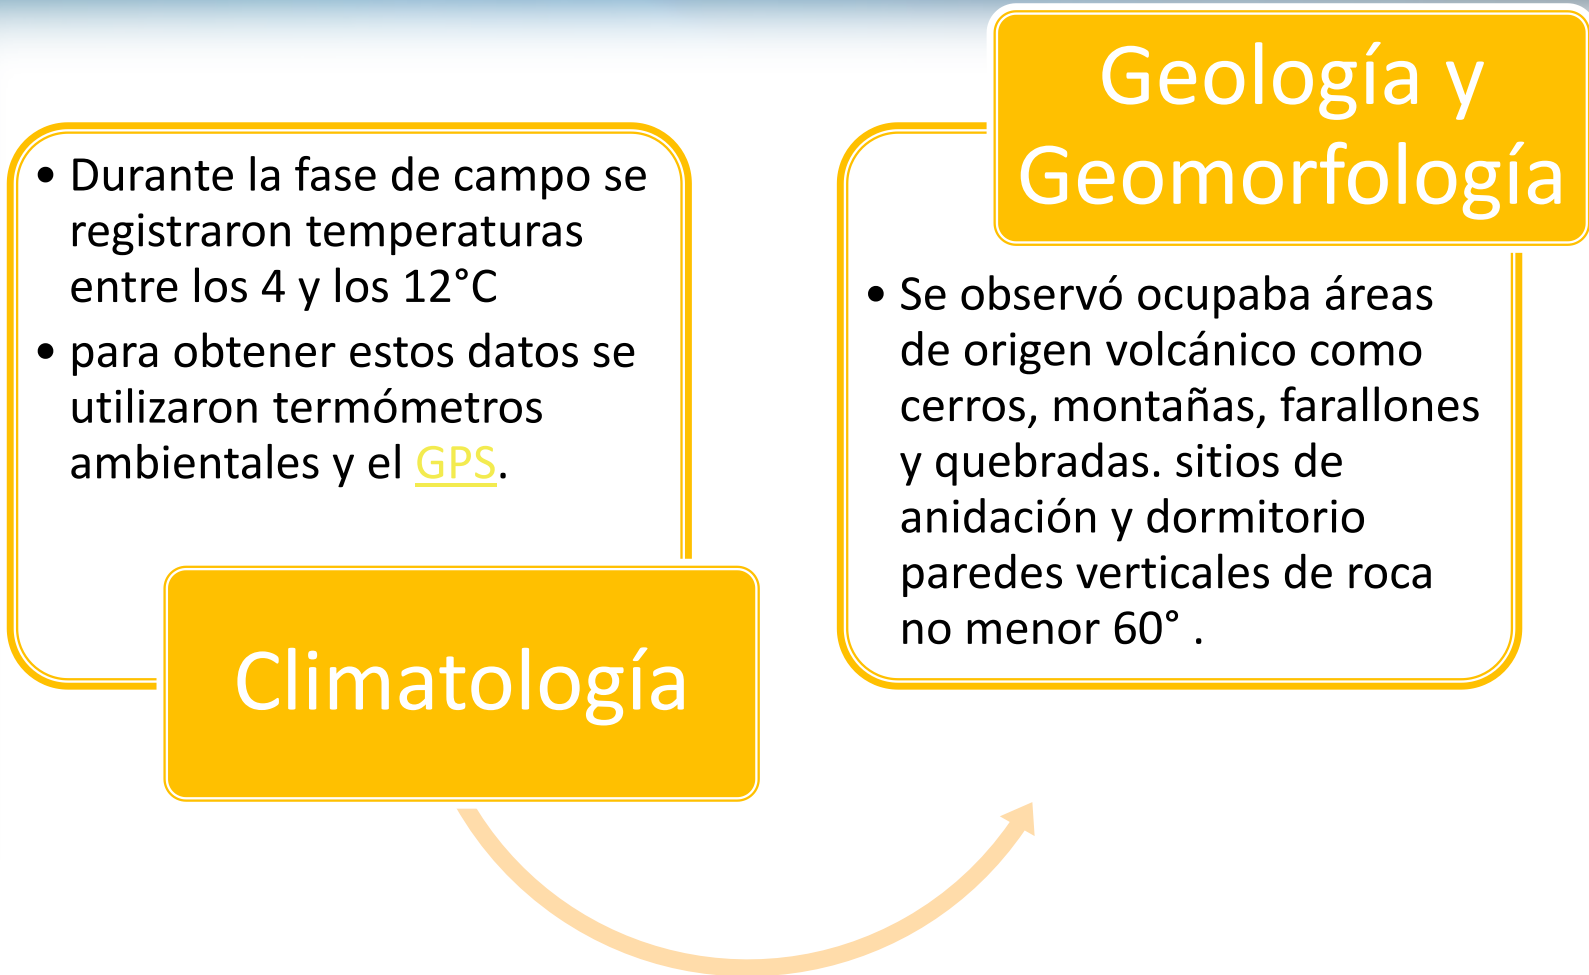 • Durante la fase de campo se
registraron temperaturas
entre los 4 y los 12°C
• para obtener estos datos se
utilizaron termómetros
ambientales y el GPS.
Climatología
Geología y
Geomorfología
• Se observó ocupaba áreas
de origen volcánico como
cerros, montañas, farallones
y quebradas. sitios de
anidación y dormitorio
paredes verticales de roca
no menor 60° .